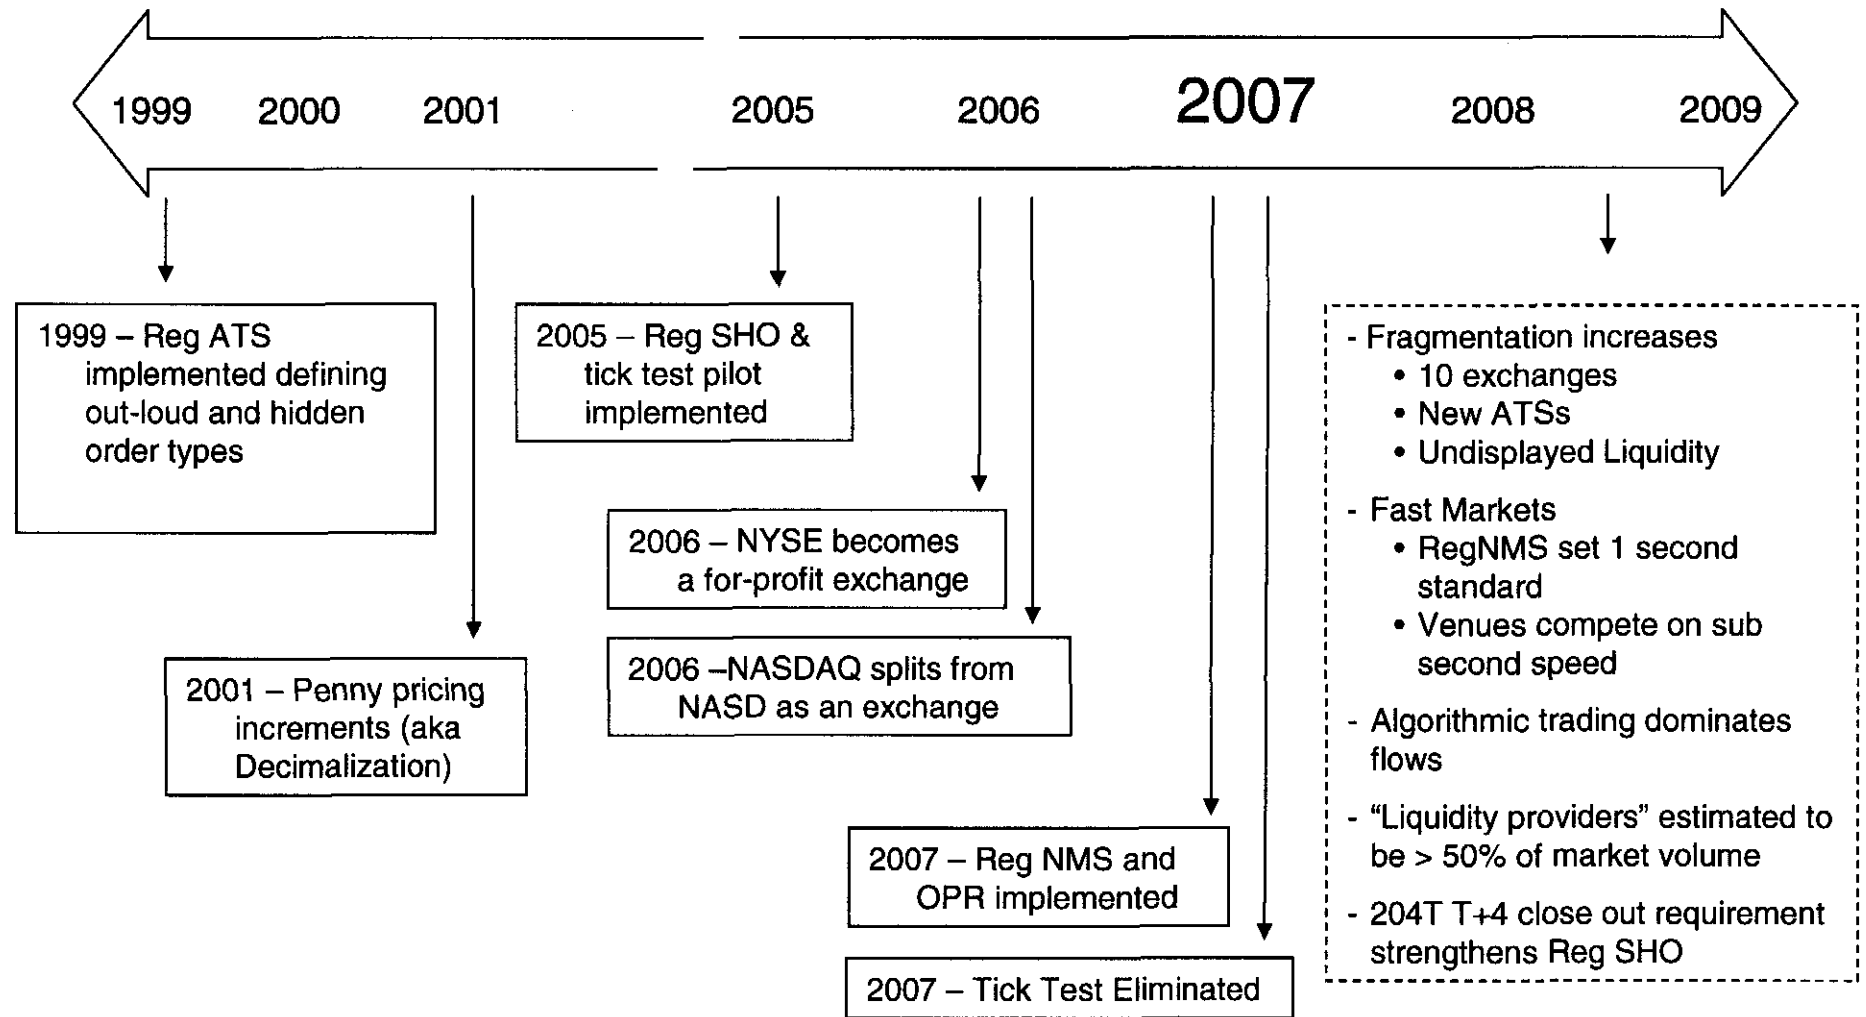 1999 2000 2001 2005 2006 2007 2008 2009
1999 – Reg ATS
implemented defining
out-loud and hidden
order types
2001 – Penny pricing
increments (aka
Decimalization)
2005 – Reg SHO &
tick test pilot
implemented
2006 – NYSE becomes
a for-profit exchange
2006 –NASDAQ splits from
NASD as an exchange
2007 – Reg NMS and
OPR implemented
2007 – Tick Test Eliminated
- Fragmentation increases
• 10 exchanges
• New ATSs
• Undisplayed Liquidity
- Fast Markets
• RegNMS set 1 second
standard
• Venues compete on sub
second speed
- Algorithmic trading dominates
flows
- “Liquidity providers” estimated to
be > 50% of market volume
- 204T T+4 close out requirement
strengthens Reg SHO